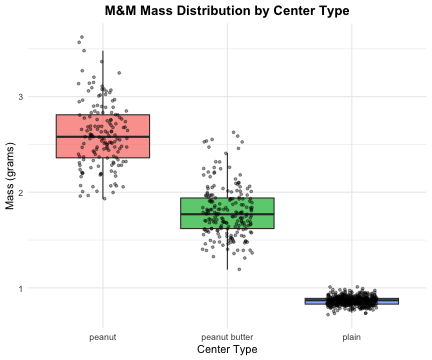 M&M Mass Distribution by Center Type
Mass (grams)
3
2
1
peanut
peanut butter
plain
Center Type